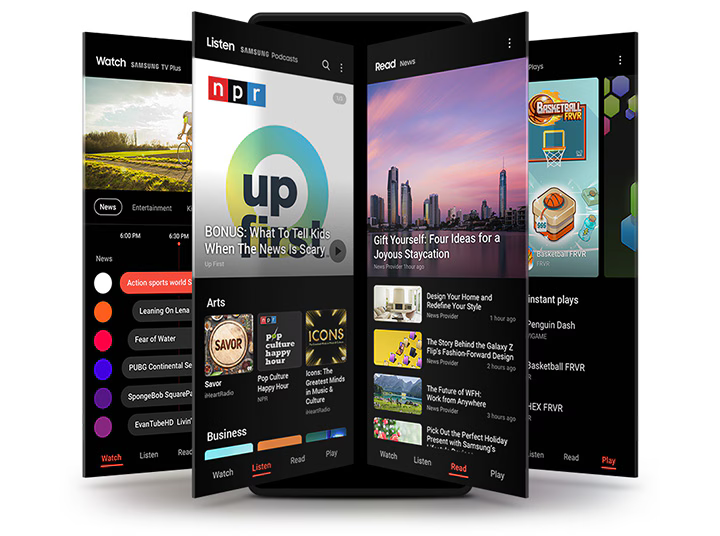 Watch SAMSUNG TV Plus
News
Entertainment
6:00 PM
6:30 PM
News
Action sports world S
Leaning On Lena
Fear of Water
PUBG Continental Se
SpongeBob SquarePa
EvanTubeHD Livin'
Watch
Listen
Read
Listen SAMSUNG Podcasts
npr
up
first
BONUS: What To Tell Kids
When The News Is Scary
Up First
Arts
SAVOR
Savor
iHeartRadio
npr
pop
culture
happy
hour
Pop Culture
Happy Hour
NPR
ICONS
Icons: The
Greatest Minds
in Music &
Culture
iHeartRadio
Business
Watch
Listen
Read
Play
Read News
Gift Yourself: Four Ideas for a
Joyous Staycation
News Provider 1hour ago
Design Your Home and
Redefine Your Style
News Provider
1 hour ago
The Story Behind the Galaxy Z
Flip's Fashion-Forward Design
News Provider
2 hours ago
The Future of WFH:
Work from Anywhere
News Provider
3 hours ago
Pick Out the Perfect Holiday
Present with Samsung's
Watch
Listen
Read
Play
Plays
BASKETBALL
FRVR
Basketball FRVR
FRVR
instant plays
Penguin Dash
Basketball FRVR
FRVR
HEX FRVR
FRVR
Watch
Listen
Read
Play